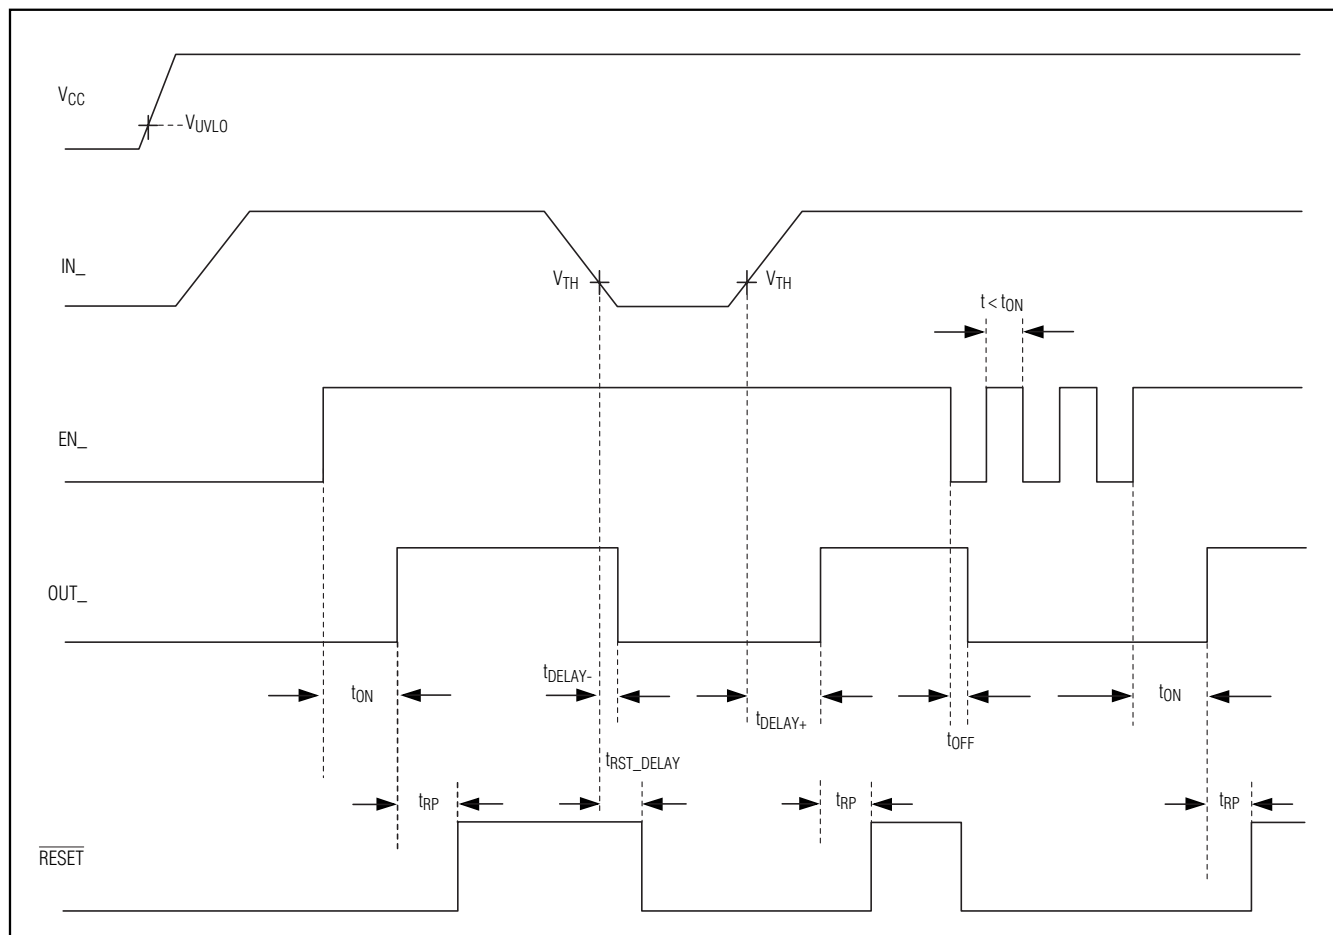 VCC
VUVLO
IN_
VTH
VTH
t < tON
EN_
OUT_
tON
tDELAY-
tDELAY+
tOFF
tON
tRST_DELAY
tRP
tRP
tRP
RESET